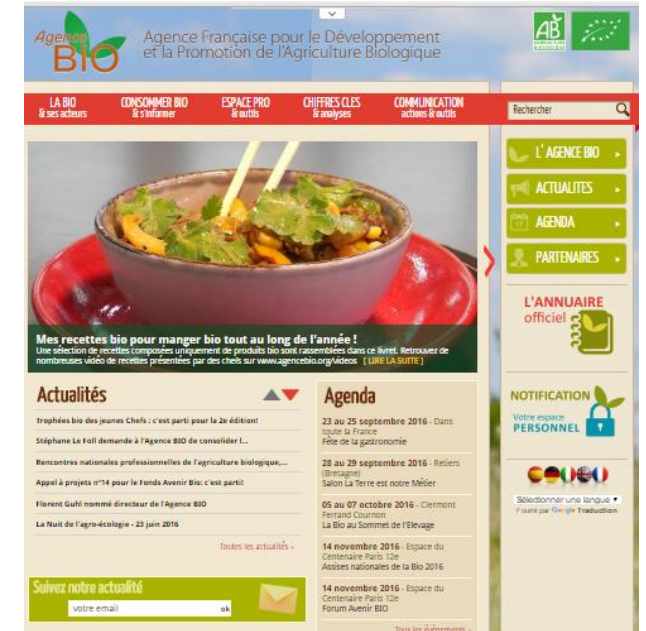 Agence BIO
Agence Française pour le Développement
et la Promotion de l'Agriculture Biologique
AB
AGRICULTURE
BIOLOGIQUE
LA BIO
& ses acteurs
CONSOMMER BIO
& s'informer
ESPACE PRO
& outils
CHIFFRES CLES
& analyses
COMMUNICATION
actions & outils
Rechercher
L' AGENCE BIO
ACTUALITES
AGENDA
PARTENAIRES
L'ANNUAIRE
officiel
NOTIFICATION
Votre espace
PERSONNEL
Sélectionner une langue
Fourni par Google Traduction
Mes recettes bio pour manger bio tout au long de l'année !
Une sélection de recettes composées uniquement de produits bio sont rassemblées dans ce livret. Retrouvez de
nombreuses vidéo de recettes présentées par des chefs sur www.agencebio.org/videos [ LIRE LA SUITE ]
Actualités
Trophées bio des jeunes Chefs : c'est parti pour la 2e édition!
Stéphane Le Foll demande à l'Agence BIO de consolider l...
Rencontres nationales professionnelles de l'agriculture biologique,...
Appel à projets n°14 pour le Fonds Avenir Bio: c'est parti!
Florent Guhl nommé directeur de l'Agence BIO
La Nuit de l'agro-écologie - 23 juin 2016
Toutes les actualités »
Suivez notre actualité
votre email
ok
Agenda
23 au 25 septembre 2016 - Dans
toute la France
Fête de la gastronomie
28 au 29 septembre 2016 - Retiers
(Bretagne)
Salon La Terre est notre Métier
05 au 07 octobre 2016 - Clermont
Ferrand Cournon
La Bio au Sommet de l'Elevage
14 novembre 2016 - Espace du
Centenaire Paris 12e
Assises nationales de la Bio 2016
14 novembre 2016 - Espace du
Centenaire Paris 12e
Forum Avenir BIO
Tous les événements »